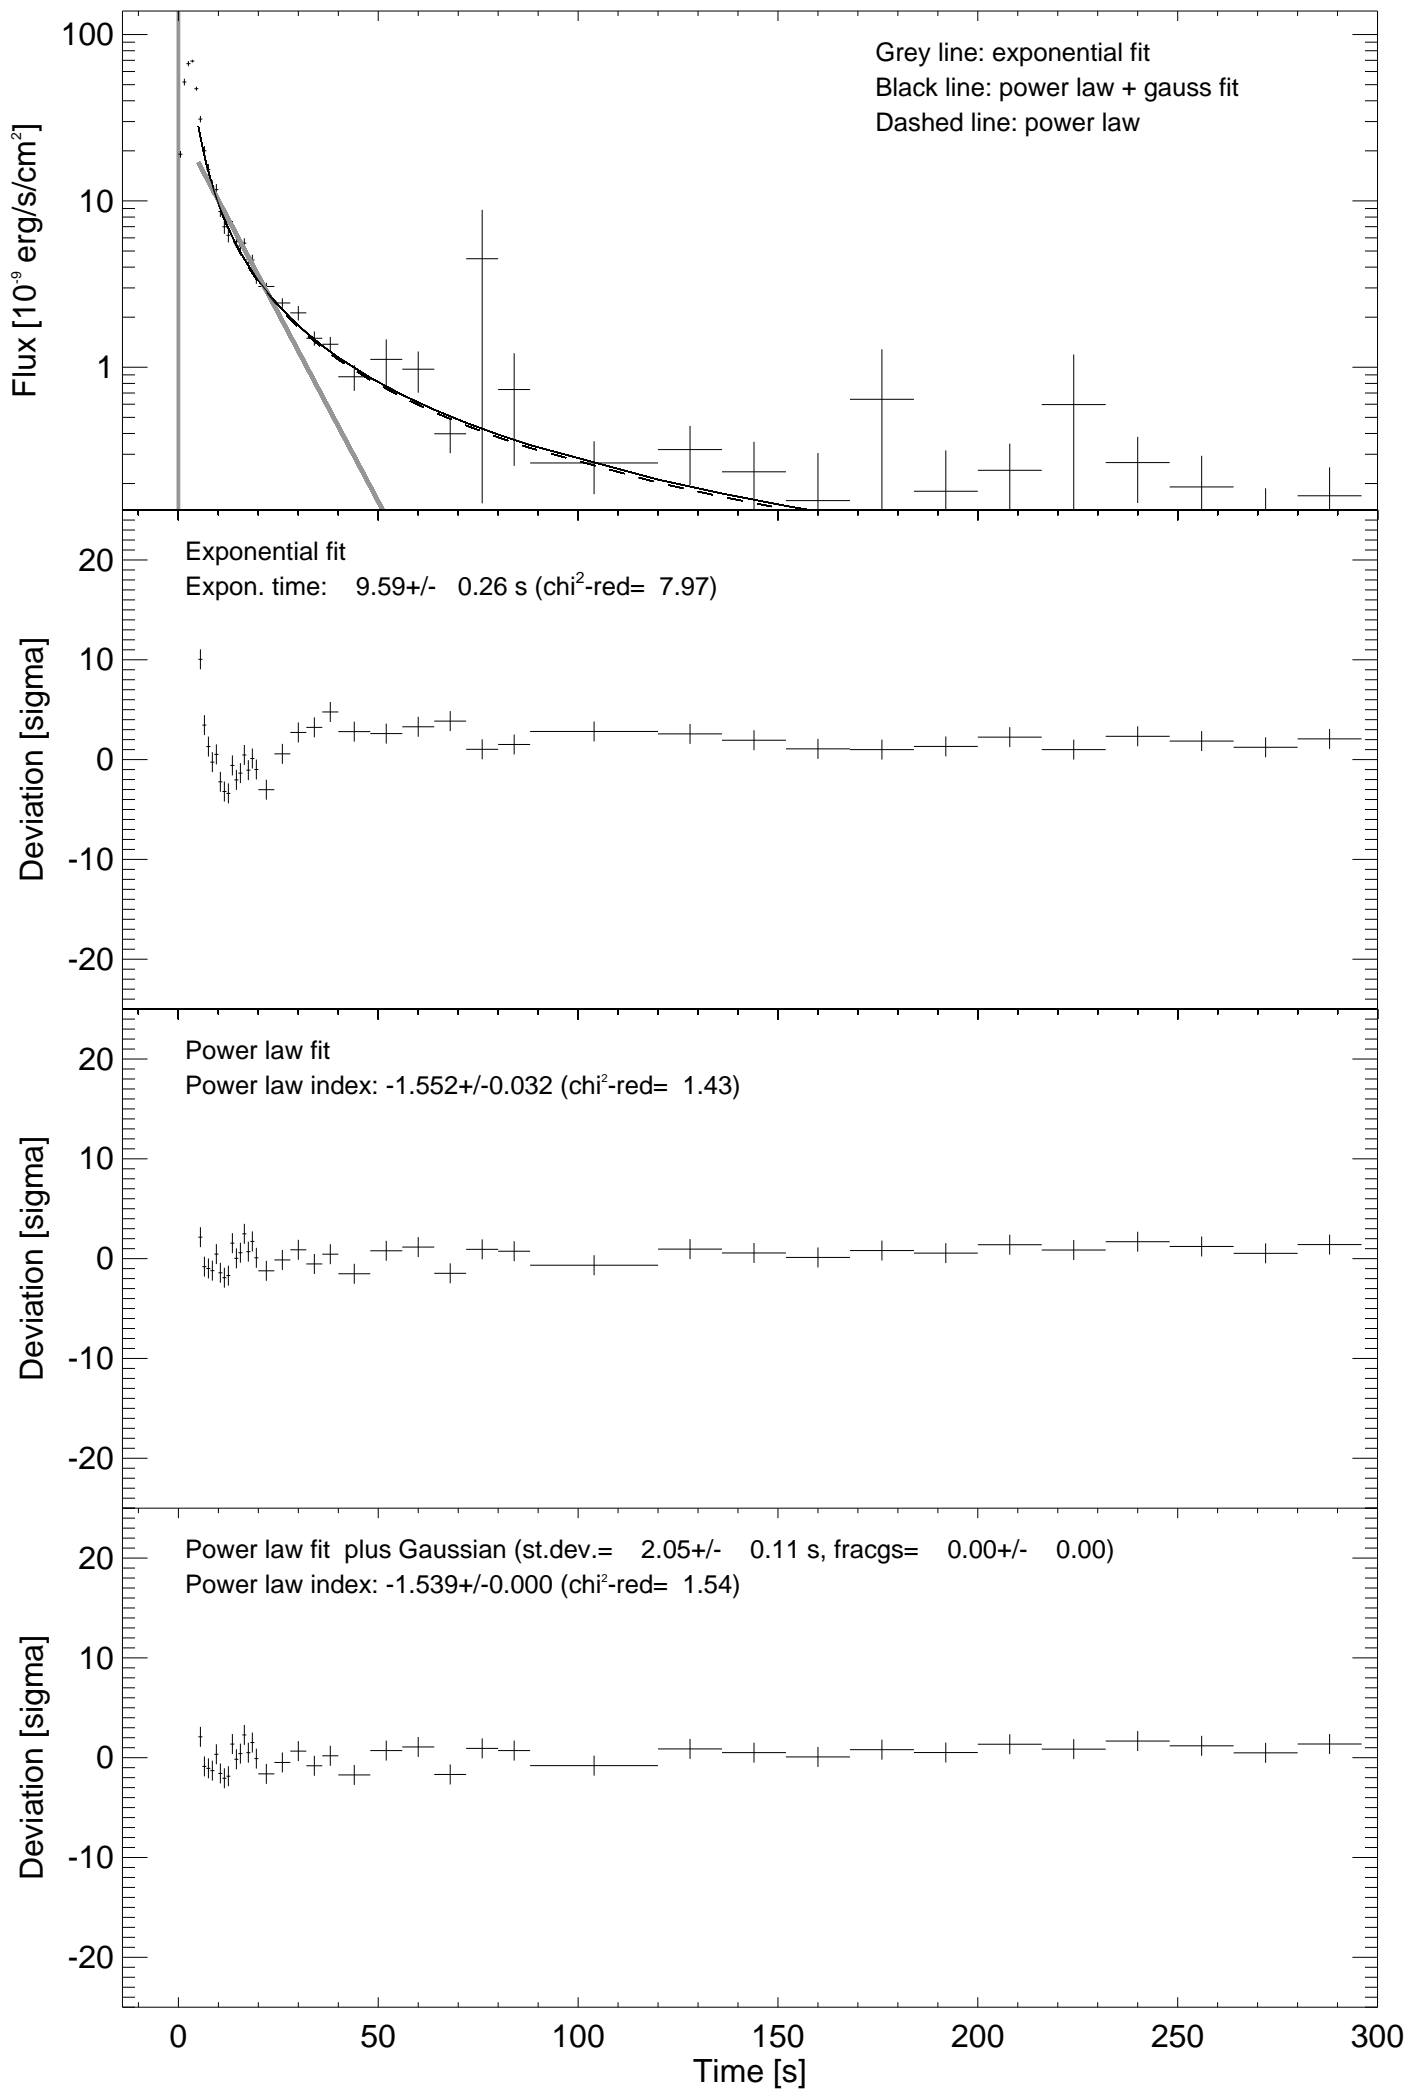 100
10
1
Flux [10⁻⁹ erg/s/cm²]
Grey line: exponential fit
Black line: power law + gauss fit
Dashed line: power law
20
10
0
-10
-20
Deviation [sigma]
Exponential fit
Expon. time: 9.59+/- 0.26 s (chi²-red= 7.97)
20
10
0
-10
-20
Deviation [sigma]
Power law fit
Power law index: -1.552+/-0.032 (chi²-red= 1.43)
20
10
0
-10
-20
Deviation [sigma]
Power law fit plus Gaussian (st.dev.= 2.05+/- 0.11 s, fracgs= 0.00+/- 0.00)
Power law index: -1.539+/-0.000 (chi²-red= 1.54)
0 50 100 150 200 250 300
Time [s]